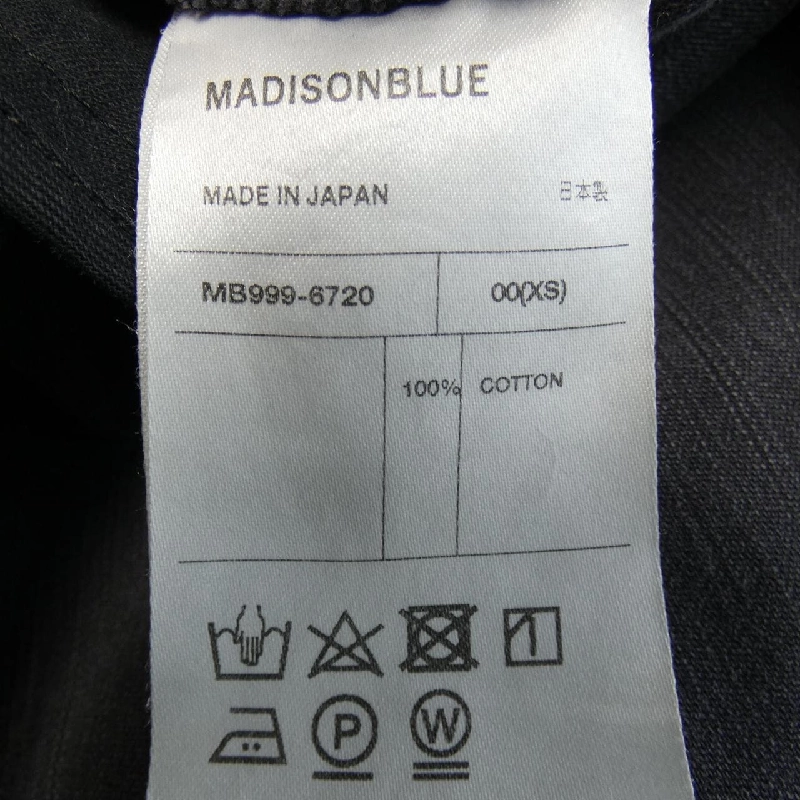 MADISONBLUE
MADE IN JAPAN 日本製
MB999-6720 00(XS)
100% COTTON
P W